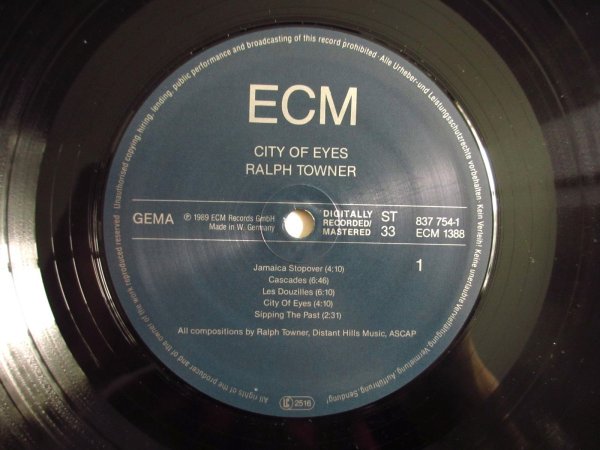 ECM
CITY OF EYES
RALPH TOWNER
GEMA
℗ 1989 ECM Records GmbH
Made in W. Germany
DIGITALLY
RECORDED/
MASTERED
ST
33
837 754-1
ECM 1388
1
Jamaica Stopover (4:10)
Cascades (6:46)
Les Douzilles (6:10)
City Of Eyes (4:10)
Sipping The Past (2:31)
All compositions by Ralph Towner, Distant Hills Music, ASCAP
LC 2516
All rights of the producer and of the owner of the work reproduced reserved · Unauthorised copying, hiring, lending, public performance and broadcasting of this record prohibited · Alle Urheber- und Leistungsschutzrechte vorbehalten · Kein Verleih! Keine unerlaubte Vervielfältigung, Vermietung, Aufführung, Sendung!